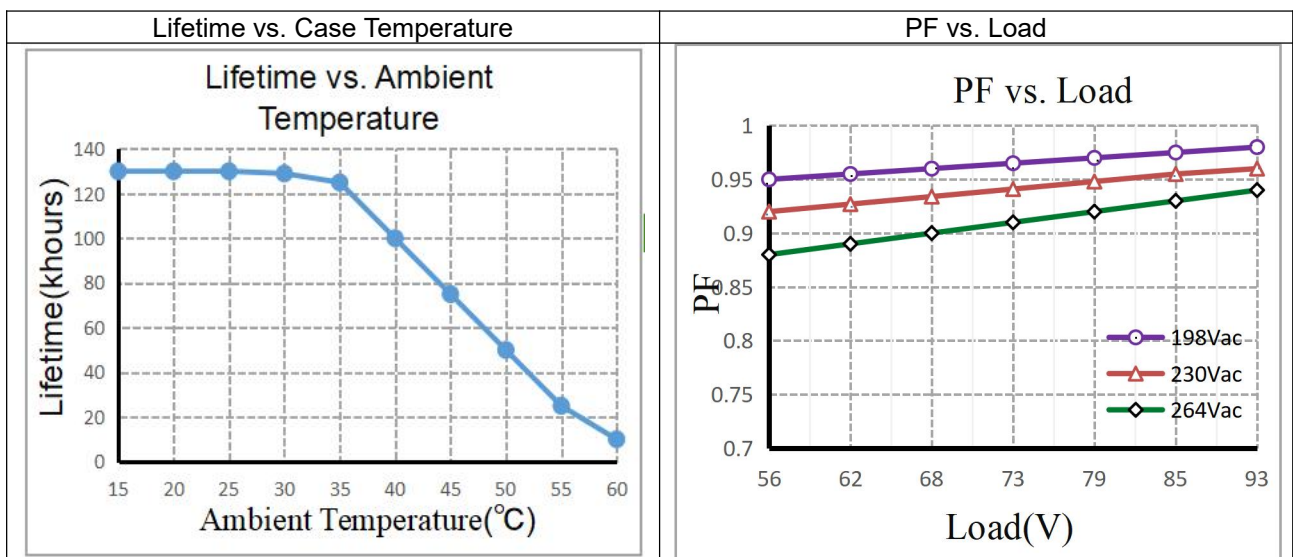 Lifetime vs. Case Temperature
PF vs. Load
Lifetime vs. Ambient
Temperature
Lifetime(khours)
140
120
100
80
60
40
20
0
15 20 25 30 35 40 45 50 55 60
Ambient Temperature(°C)
PF vs. Load
PF
1
0.95
0.9
0.85
0.8
0.75
0.7
198Vac
230Vac
264Vac
56 62 68 73 79 85 93
Load(V)